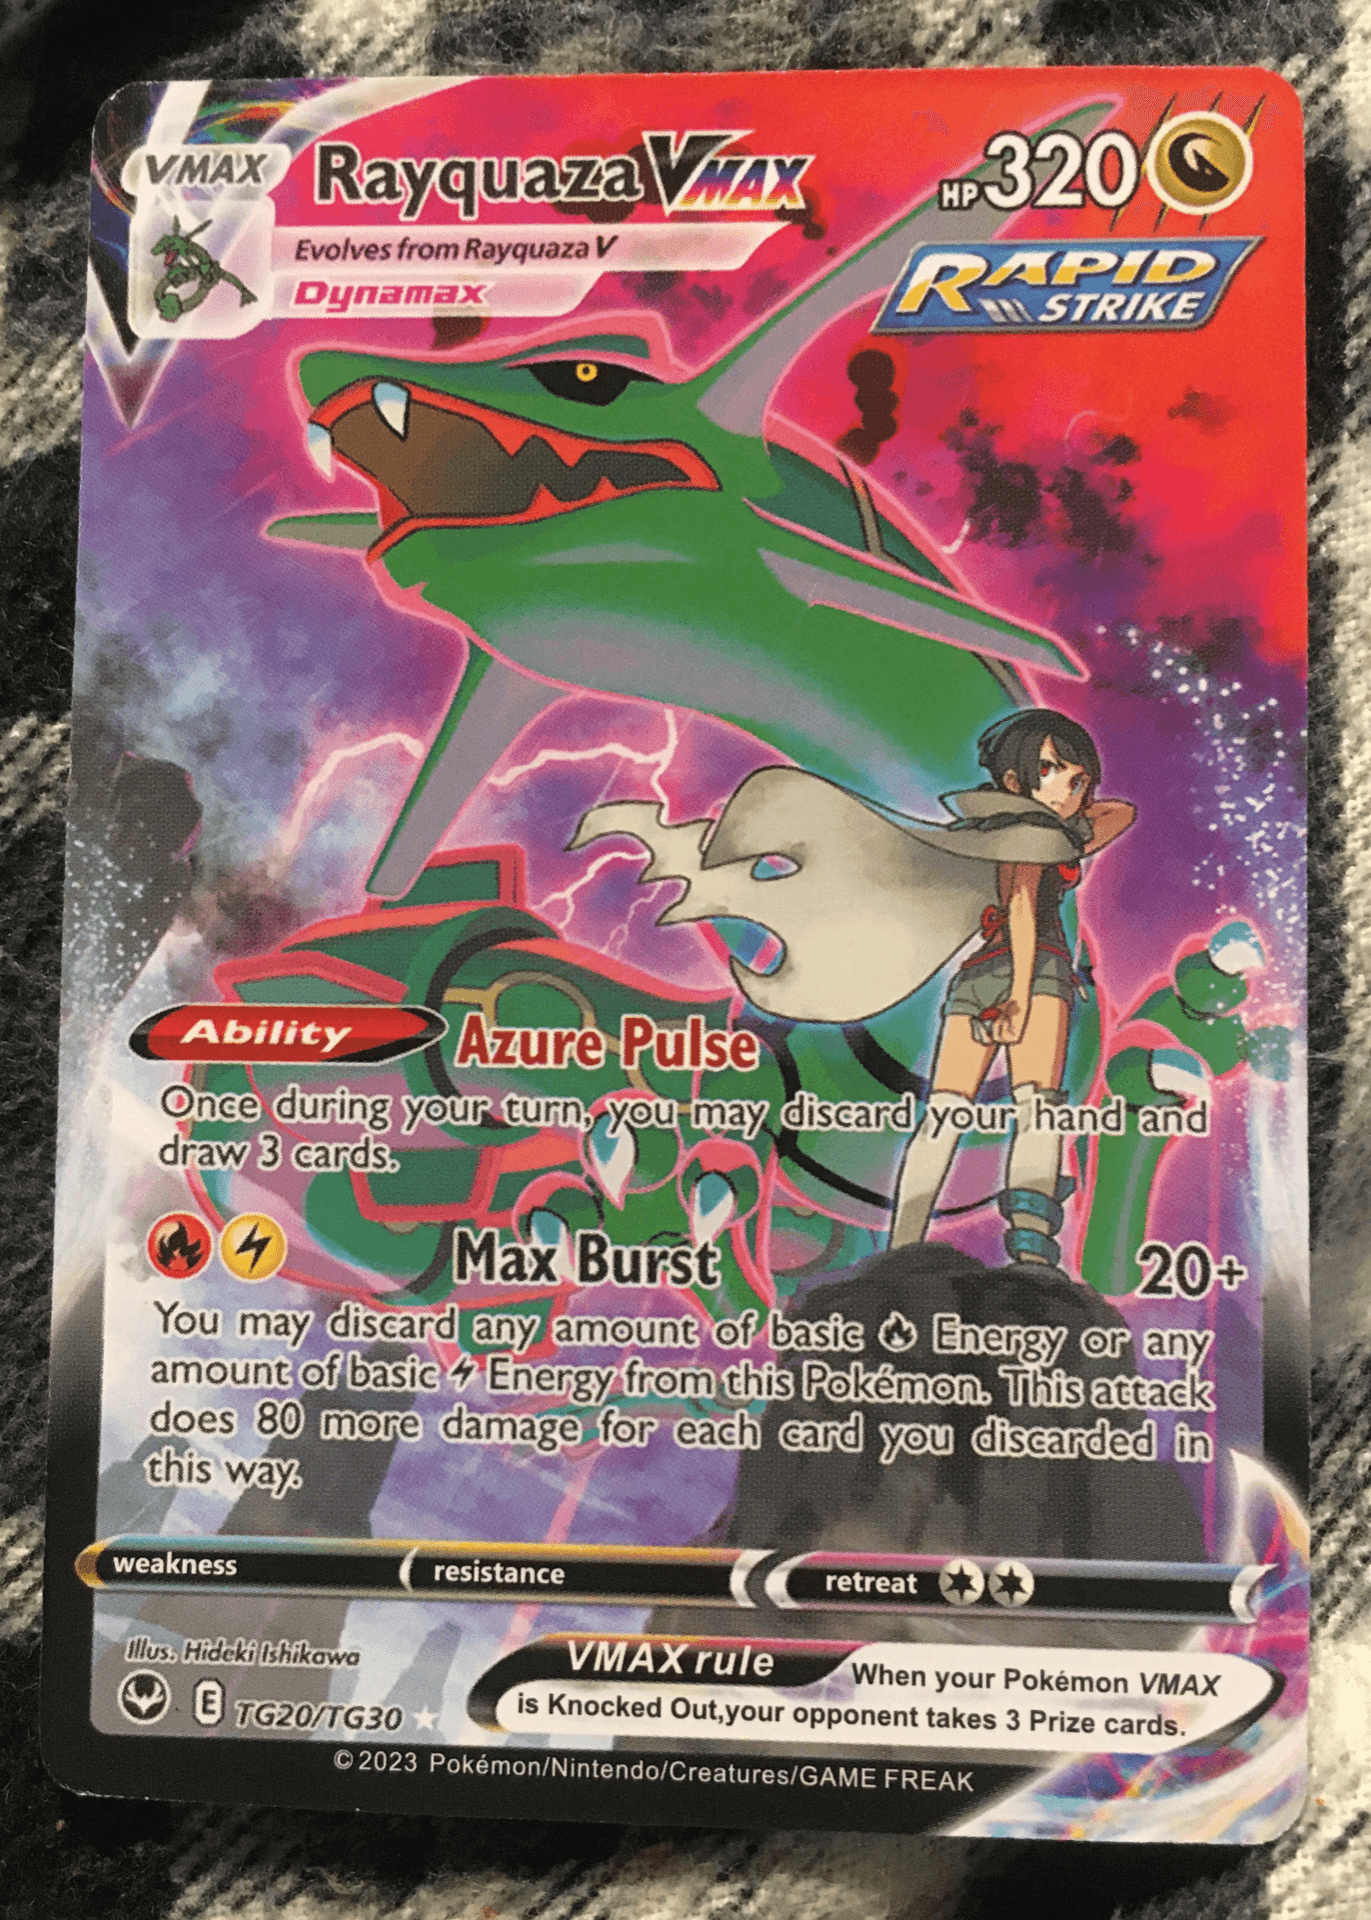 VMAX
Rayquaza VMAX
HP 320
Evolves from Rayquaza V
Dynamax
RAPID
STRIKE
Ability
Azure Pulse
Once during your turn, you may discard your hand and
draw 3 cards.
Max Burst
20+
You may discard any amount of basic Energy or any
amount of basic Energy from this Pokémon. This attack
does 80 more damage for each card you discarded in
this way.
weakness
resistance
retreat
Illus. Hideki Ishikawa
VMAX rule
When your Pokémon VMAX
is Knocked Out,your opponent takes 3 Prize cards.
E
TG20/TG30
©2023 Pokémon/Nintendo/Creatures/GAME FREAK